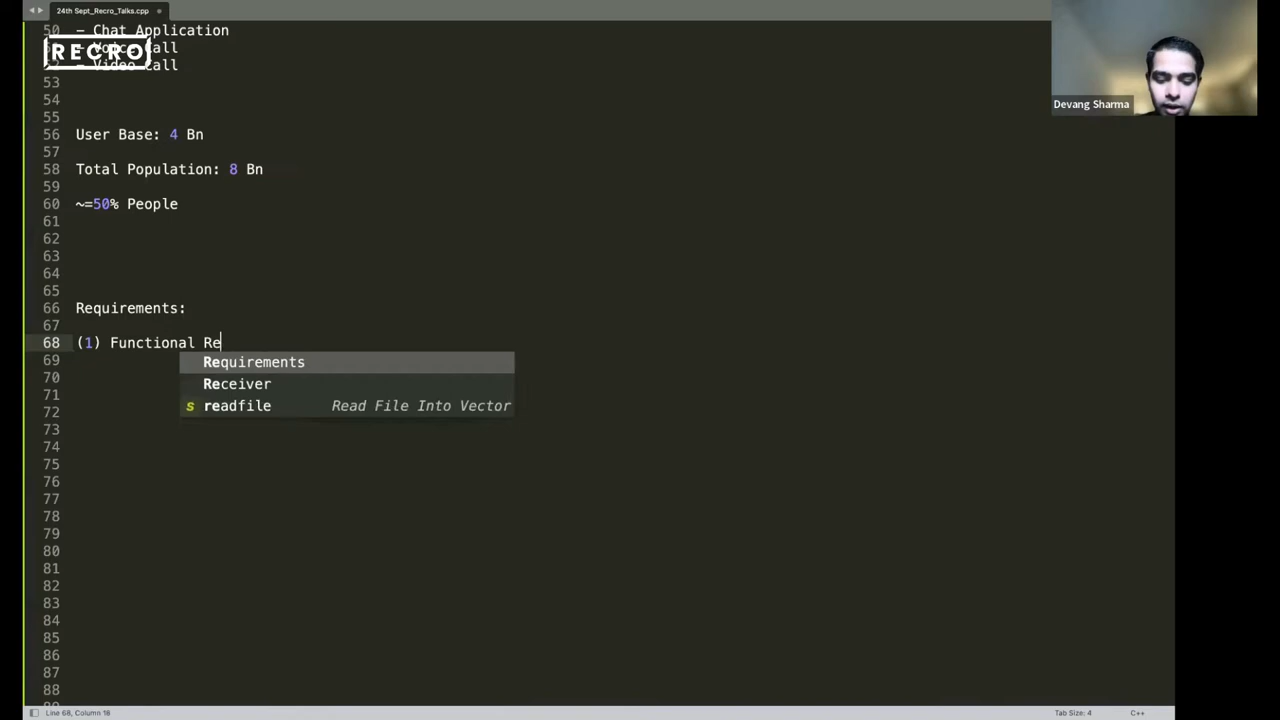 24th Sept_Recro_Talks.cpp
50 - Chat Application
RECRO
Call
- Video Call
53
54
55
56 User Base: 4 Bn
57
58 Total Population: 8 Bn
59
60 ~=50% People
61
62
63
64
65
66 Requirements:
67
68 (1) Functional Re
69 Requirements
70 Receiver
71
72 s readfile Read File Into Vector
73
74
75
76
77
78
79
80
81
82
83
84
85
86
87
88
Devang Sharma
Line 68, Column 18
Tab Size: 4
C++